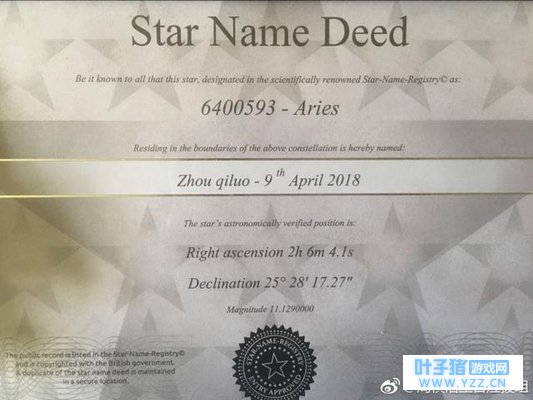 Star Name Deed
Be it known to all that this star, designated in the scientifically renowned Star-Name-Registry© as:
6400593 - Aries
Residing in the boundaries of the above constellation is hereby named:
Zhou qiluo - 9th April 2018
The star's astronomically verified position is:
Right ascension 2h 6m 4.1s
Declination 25° 28' 17.27"
Magnitude 11.1290000
The public record is listed in the Star-Name-Registry©
and is copyrighted with the British government.
A duplicate of the star name deed is maintained
in a secure location.
STAR-NAME-REGISTRY
REGISTRY APPROVED
叶子猪游戏网
www.YZZ.CN